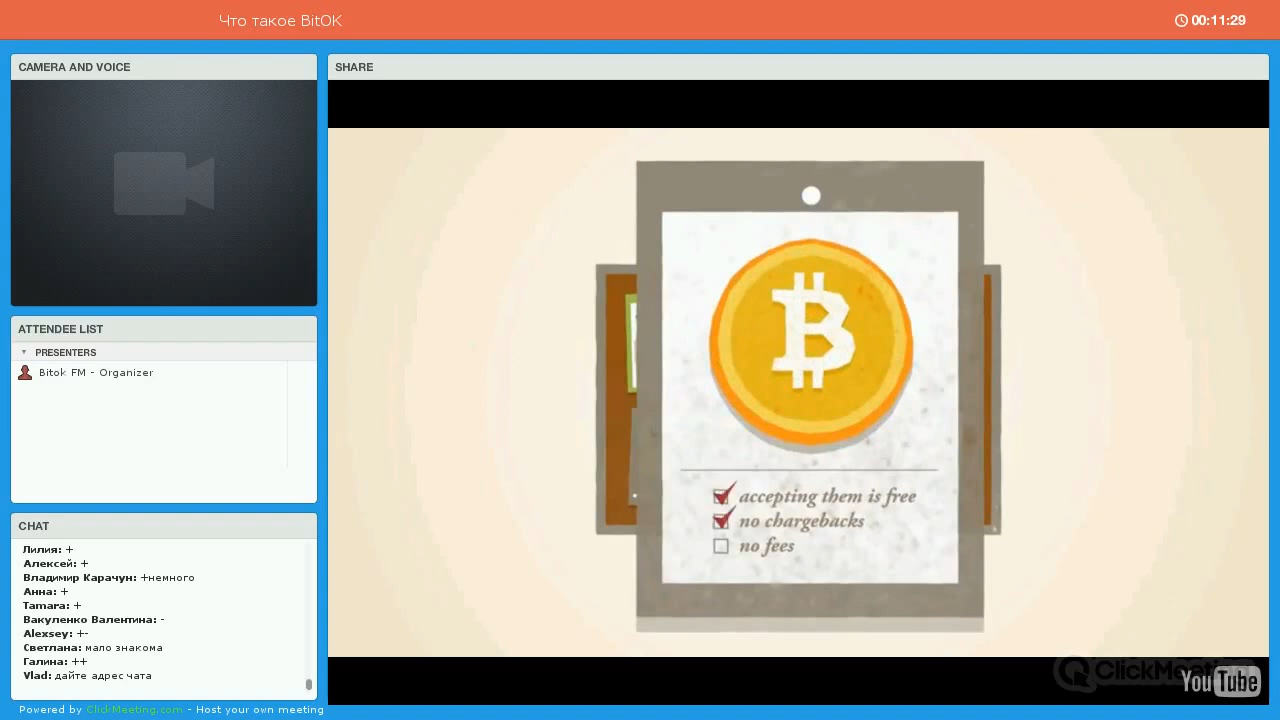 Что такое BitOK
00:11:29
CAMERA AND VOICE
SHARE
ATTENDEE LIST
PRESENTERS
Bitok FM - Organizer
B
accepting them is free
no chargebacks
no fees
CHAT
Лилия: +
Алексей: +
Владимир Карачун: +немного
Анна: +
Tamara: +
Вакуленко Валентина: -
Alexsey: +-
Светлана: мало знакома
Галина: ++
Vlad: дайте адрес чата
ClickMeeting
YouTube
Powered by ClickMeeting.com - Host your own meeting